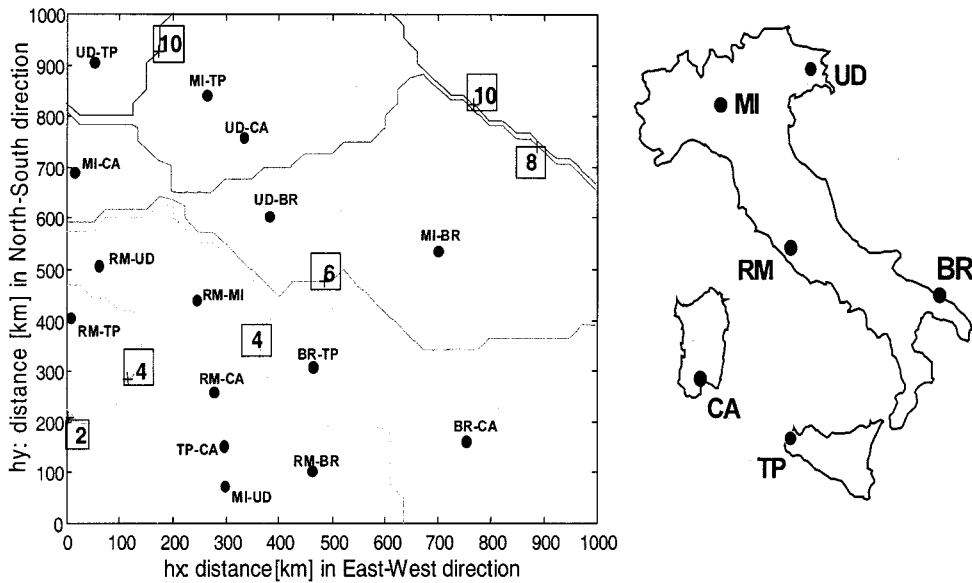 1000
900
800
700
600
500
400
300
200
100
0
hy: distance [km] in North-South direction
0 100 200 300 400 500 600 700 800 900 1000
hx: distance[km] in East-West direction
UD-TP
10
MI-TP
10
UD-CA
8
MI-CA
UD-BR
MI-BR
RM-UD
6
RM-MI
RM-TP
4
BR-TP
4
RM-CA
2
BR-CA
TP-CA
RM-BR
MI-UD
UD
MI
RM
BR
CA
TP